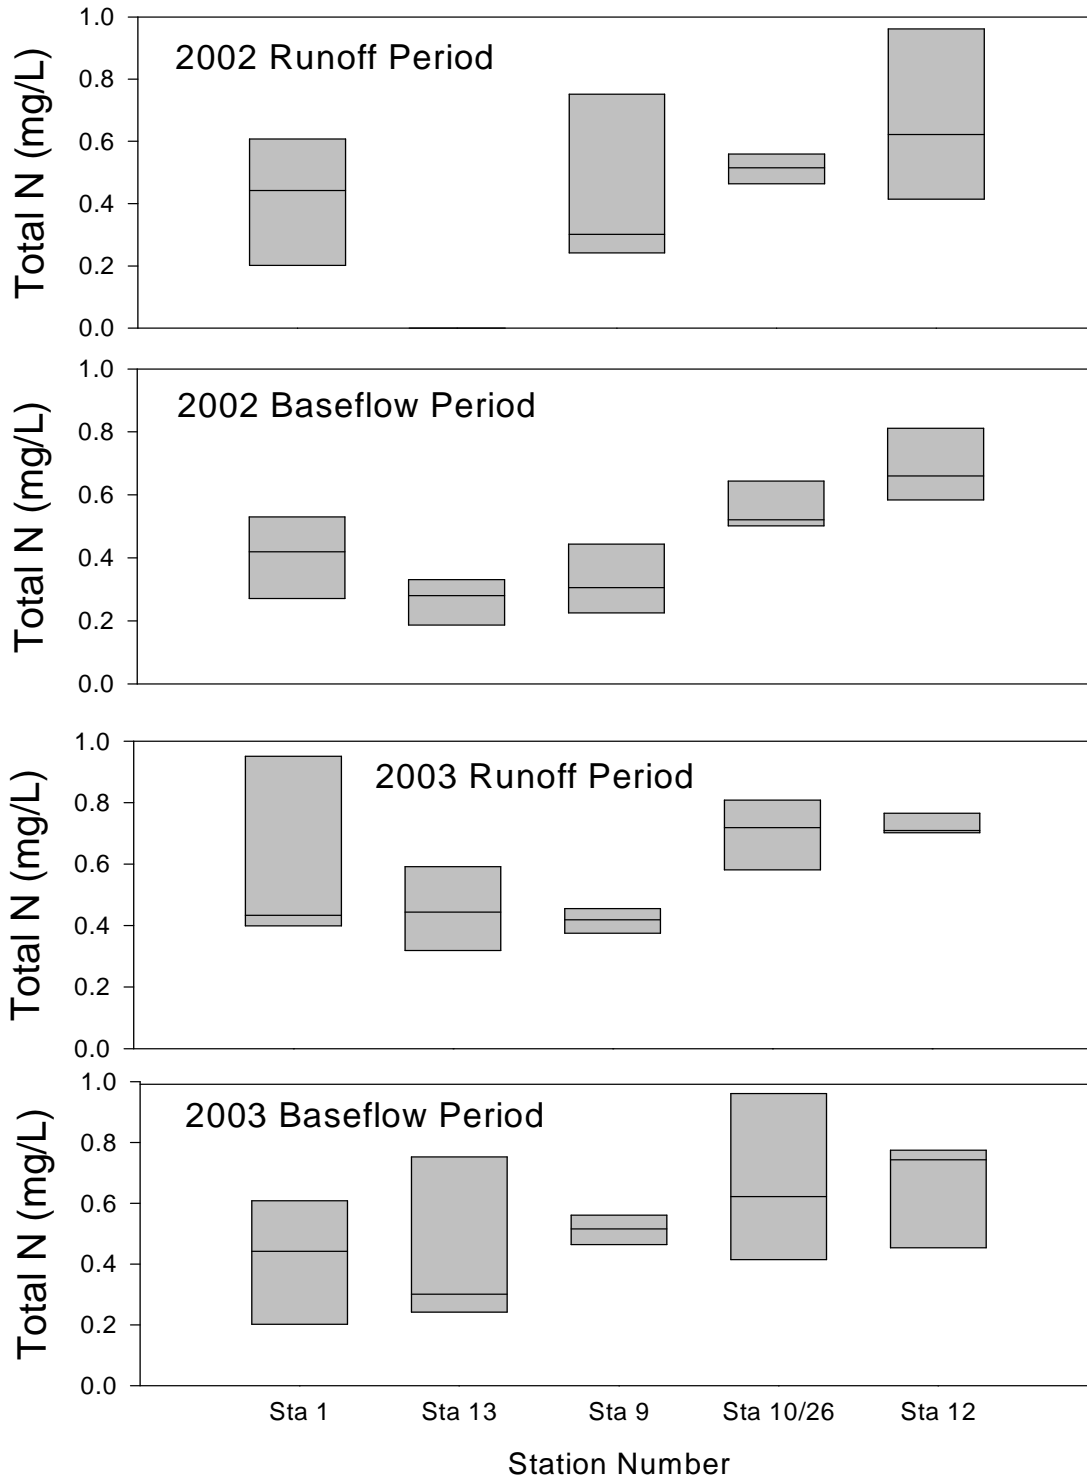 1.0
2002 Runoff Period
0.8
0.6
0.4
0.2
0.0
Total N (mg/L)
1.0
2002 Baseflow Period
0.8
0.6
0.4
0.2
0.0
Total N (mg/L)
1.0
2003 Runoff Period
0.8
0.6
0.4
0.2
0.0
Total N (mg/L)
1.0
2003 Baseflow Period
0.8
0.6
0.4
0.2
0.0
Total N (mg/L)
Sta 1 Sta 13 Sta 9 Sta 10/26 Sta 12
Station Number